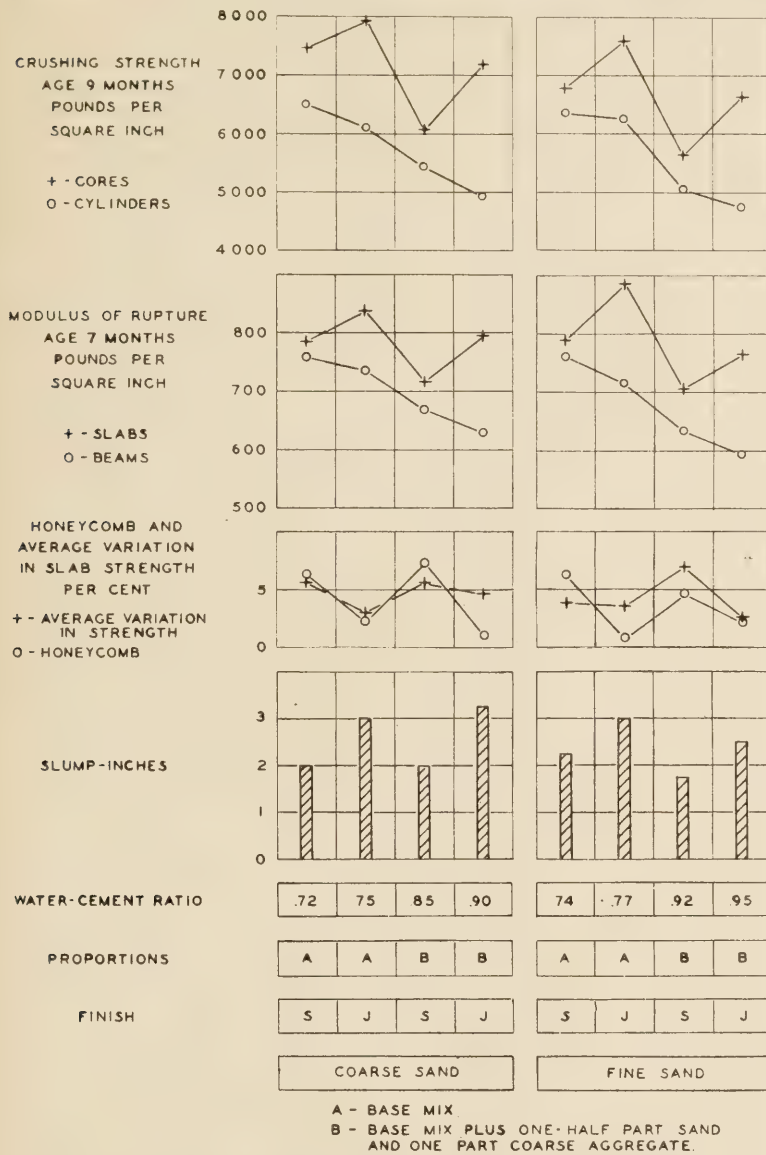 CRUSHING STRENGTH
AGE 9 MONTHS
POUNDS PER
SQUARE INCH
+ - CORES
O - CYLINDERS
8000
7000
6000
5000
4000
MODULUS OF RUPTURE
AGE 7 MONTHS
POUNDS PER
SQUARE INCH
+ - SLABS
O - BEAMS
800
700
600
500
HONEYCOMB AND
AVERAGE VARIATION
IN SLAB STRENGTH
PER CENT
+ - AVERAGE VARIATION
IN STRENGTH
O - HONEYCOMB
5
0
SLUMP-INCHES
3
2
1
0
WATER-CEMENT RATIO .72 75 .85 .90 74 .77 .92 .95
PROPORTIONS A A B B A A B B
FINISH S J S J S J S J
COARSE SAND FINE SAND
A - BASE MIX.
B - BASE MIX PLUS ONE-HALF PART SAND
AND ONE PART COARSE AGGREGATE.